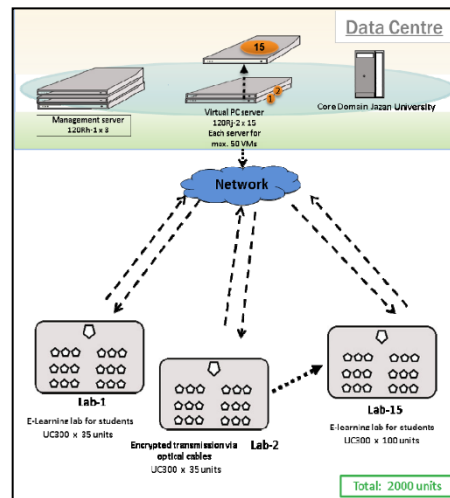 Data Centre
15
2
1
Core Domain Jazan University
Management server
120Rh-1 x 3
Virtual PC server
120Rj-2 x 15
Each server for
max. 50 VMs
Network
Lab-1
E-Learning lab for students
UC300 x 35 units
Encrypted transmission via
optical cables
Lab-2
UC300 x 35 units
Lab-15
E-learning lab for students
UC300 x 100 units
Total: 2000 units